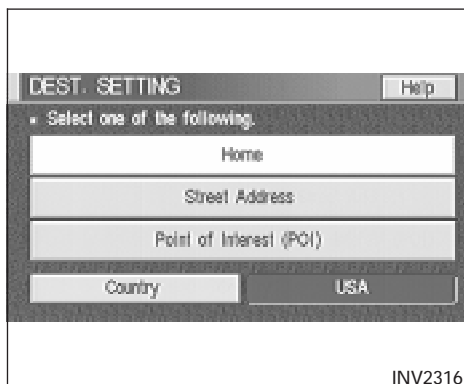 DEST. SETTING Help
Select one of the following.
Home
Street Address
Point of Interest (POI)
Country USA
INV2316